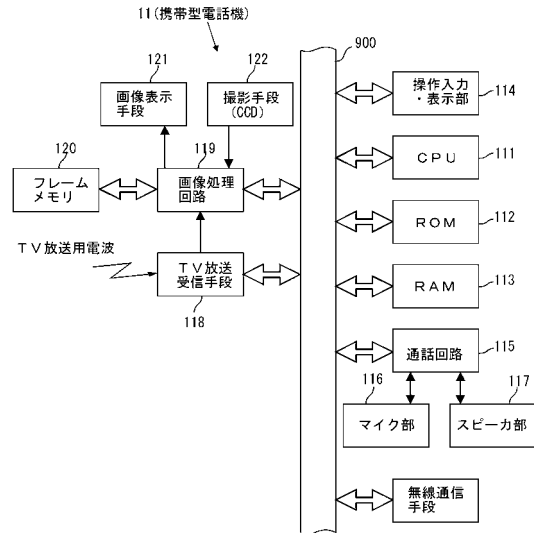 11(携帯型電話機)
900
121
122
画像表示
手段
撮影手段
(CCD)
操作入力
・表示部
114
120
119
CPU
111
フレーム
メモリ
画像処理
回路
ROM
112
TV放送用電波
TV放送
受信手段
118
RAM
113
通話回路
115
116
117
マイク部
スピーカ部
無線通信
手段